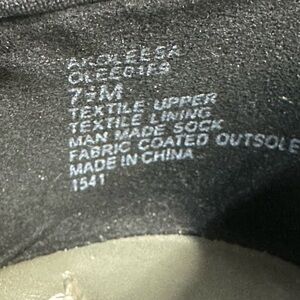 7½M
TEXTILE UPPER
TEXTILE LINING
MAN MADE SOCK
FABRIC COATED OUTSOLE
MADE IN CHINA
1541